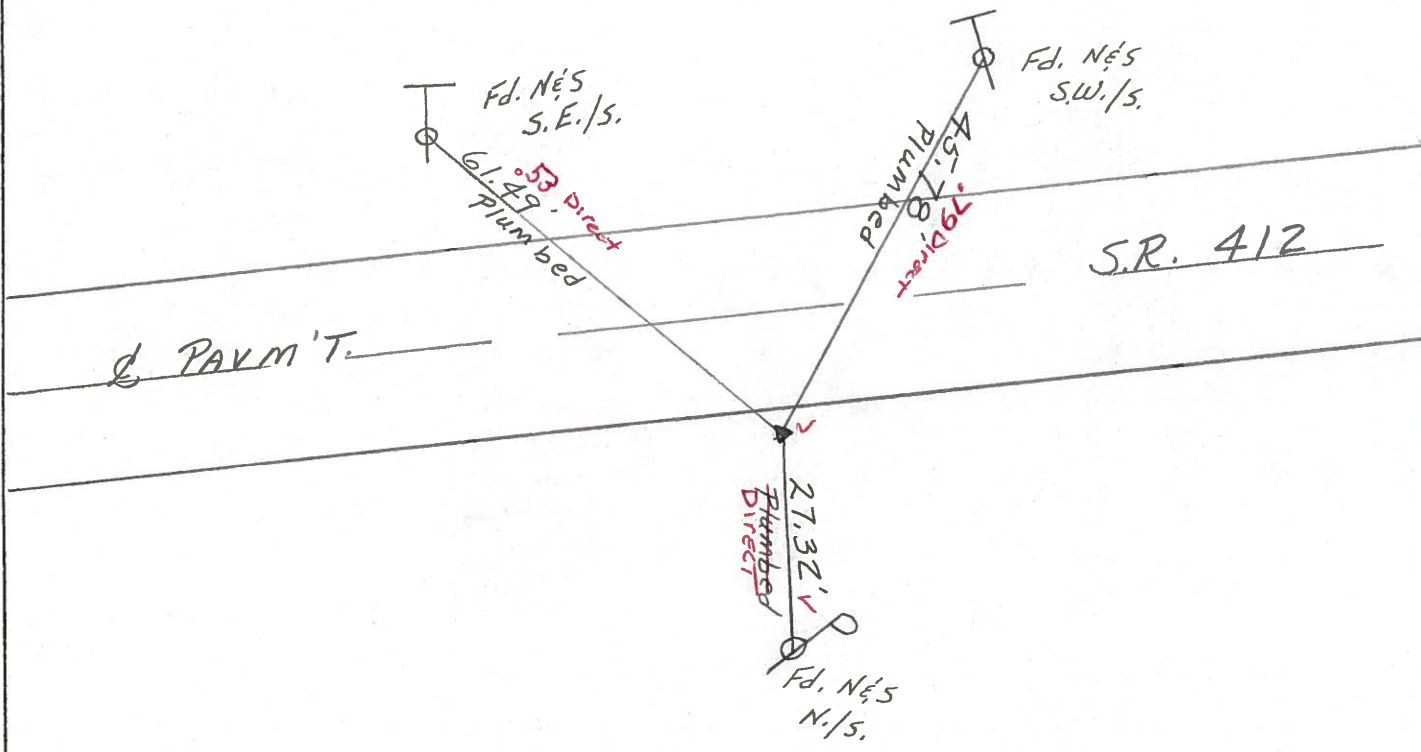 Fd. N&S
S.E./S.
Fd. N&S
S.W./S.
61.49'
.53 Direct
Plumbed
45.78'
.79 Direct
Plumbed
S.R. 412
℄ PAVM'T.
27.32' ✓
Plumbed
DIRECT
Fd. N&S
N./S.